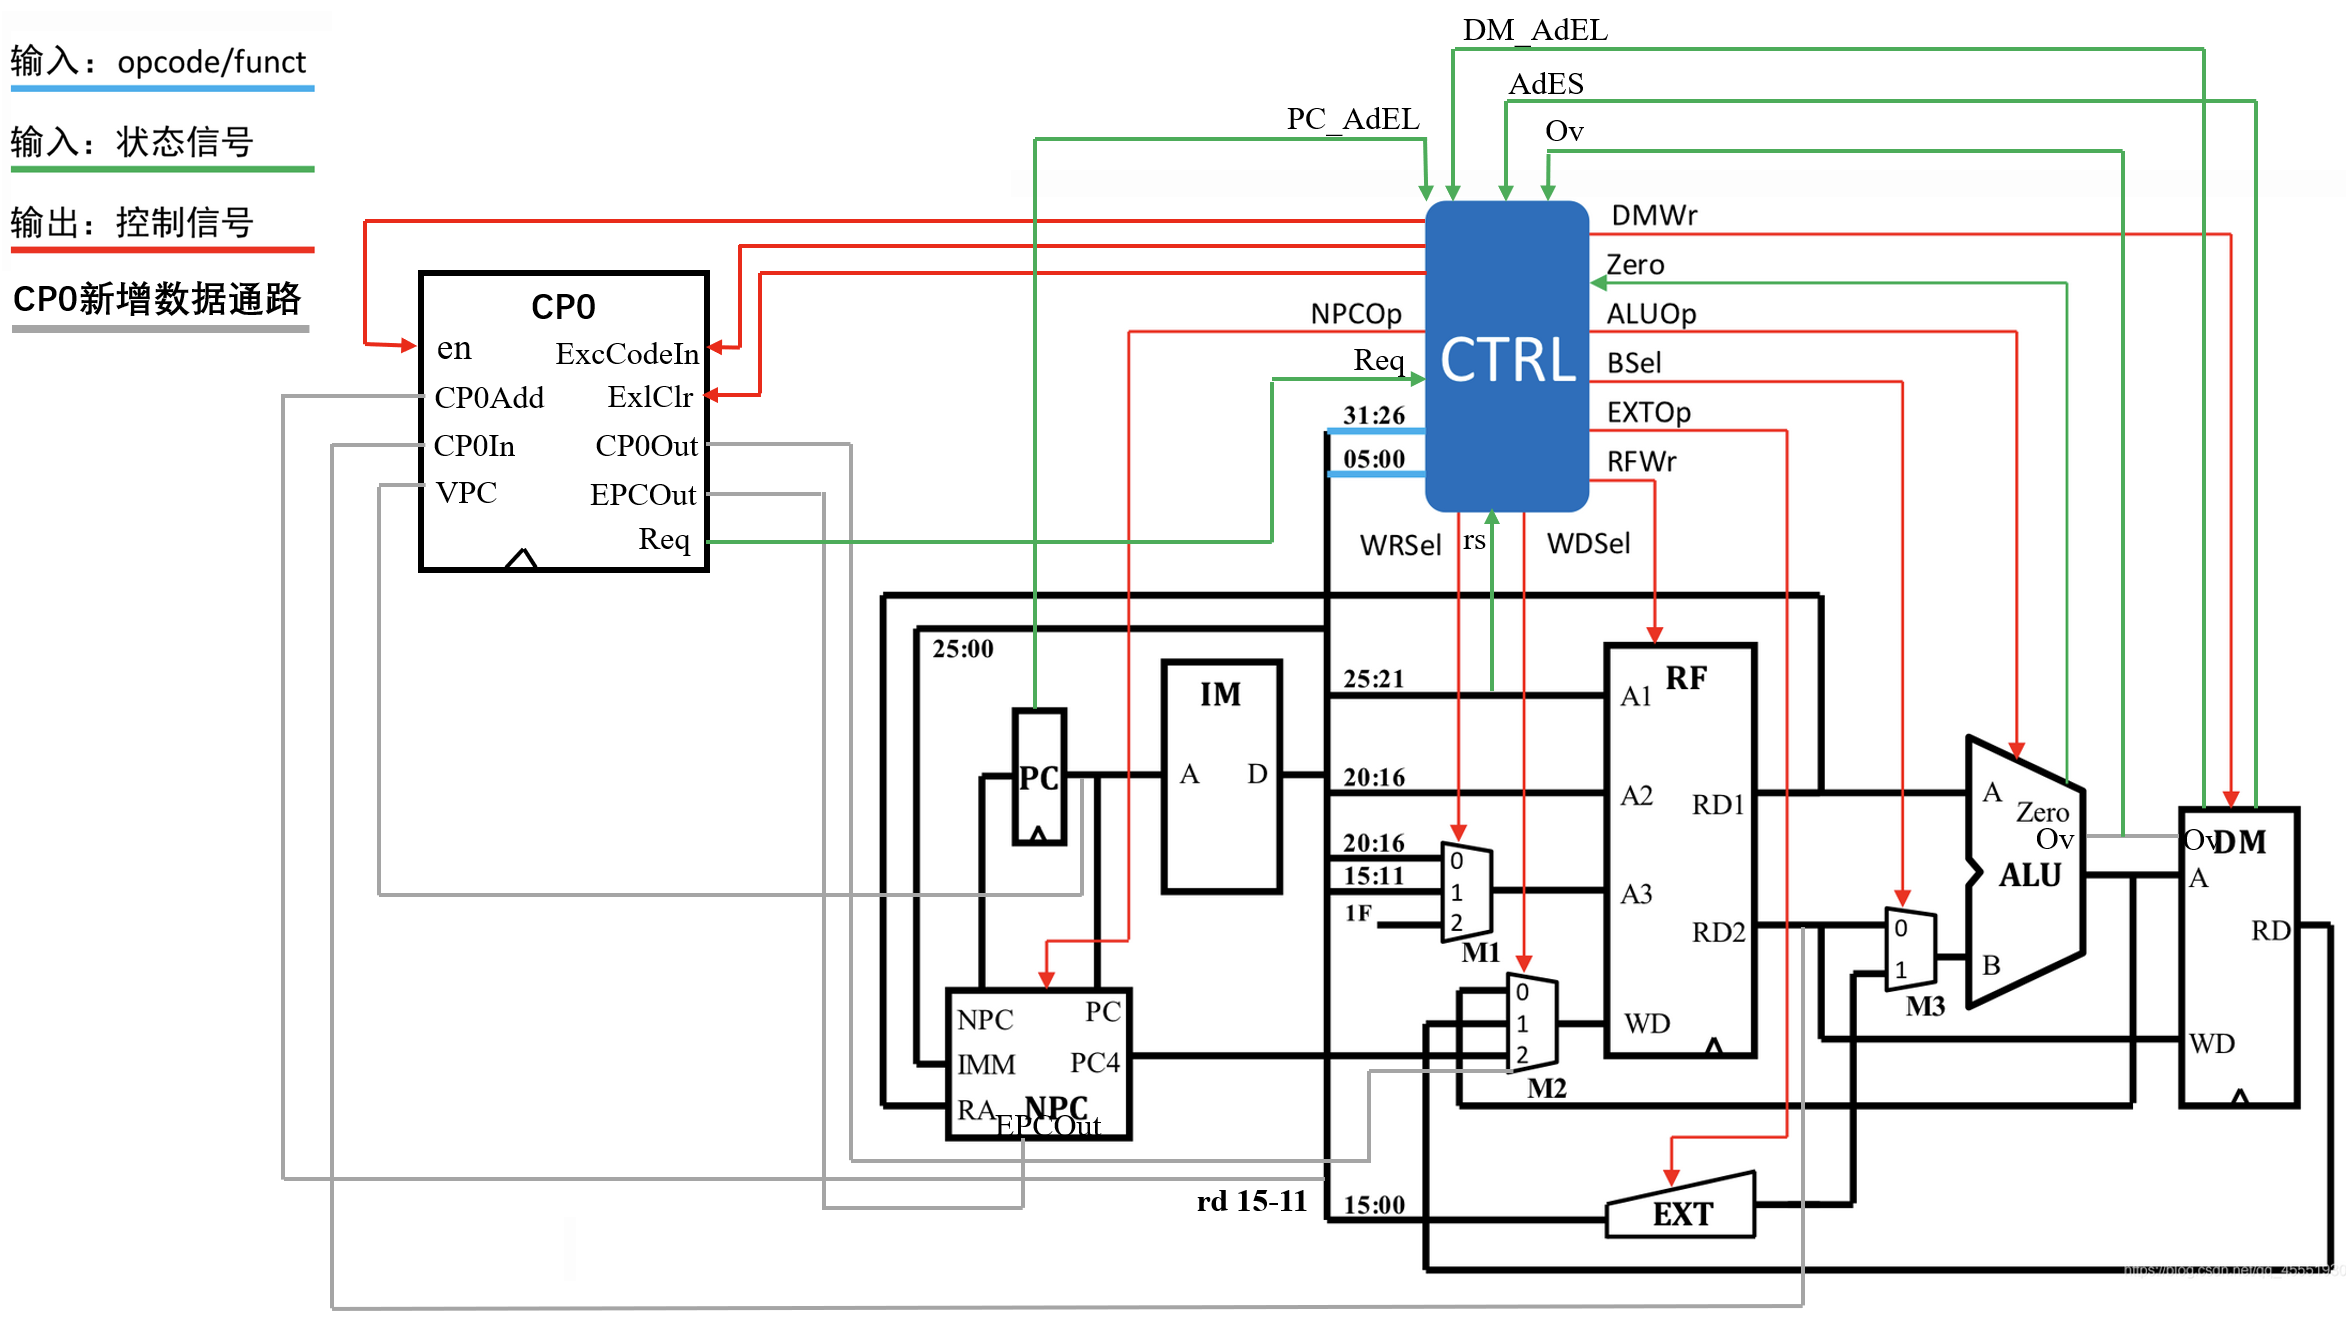 输入：opcode/funct
输入：状态信号
输出：控制信号
CP0新增数据通路
DM_AdEL
AdES
PC_AdEL
Ov
CP0
en
ExcCodeIn
CP0Add
ExlClr
CP0In
CP0Out
VPC
EPCOut
Req
CTRL
NPCOp
Req
31:26
05:00
DMWr
Zero
ALUOp
BSel
EXTOp
RFWr
WRSel
rs
WDSel
25:00
PC
IM
A
D
25:21
20:16
20:16
15:11
1F
0
1
2
M1
0
1
2
M2
RF
A1
A2
RD1
A3
RD2
WD
0
1
M3
A
Zero
Ov
ALU
B
Ov
DM
A
RD
WD
NPC
PC
IMM
PC4
RA
NPC
EPCOut
rd 15-11
15:00
EXT